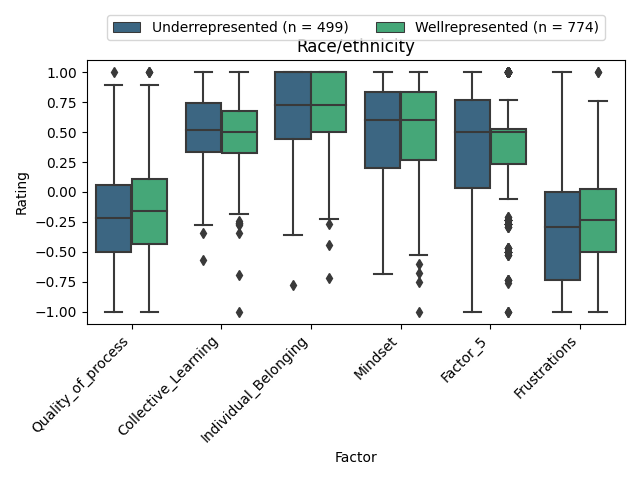 Underrepresented (n = 499)
Wellrepresented (n = 774)
Race/ethnicity
1.00
0.75
0.50
0.25
0.00
−0.25
−0.50
−0.75
−1.00
Rating
Quality_of_process
Collective_Learning
Individual_Belonging
Mindset
Factor_5
Frustrations
Factor